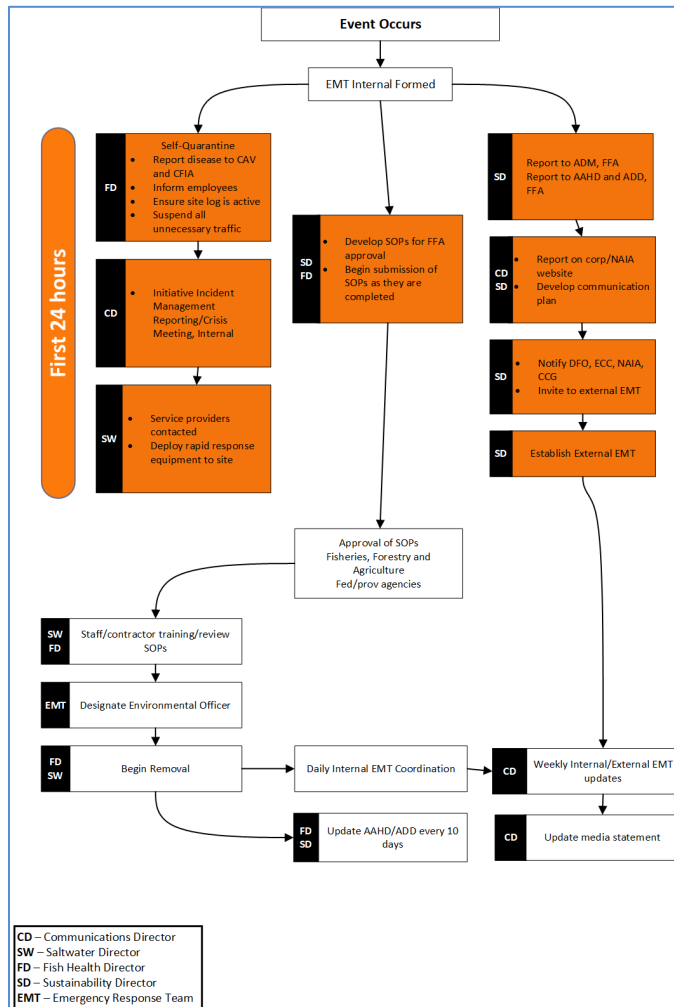 Event Occurs
EMT Internal Formed
First 24 hours
FD
Self-Quarantine
• Report disease to CAV
and CFIA
• Inform employees
• Ensure site log is active
• Suspend all
unnecessary traffic
CD
• Initiative Incident
Management
Reporting/Crisis
Meeting, Internal
SW
• Service providers
contacted
• Deploy rapid response
equipment to site
SD
FD
• Develop SOPs for FFA
approval
• Begin submission of
SOPs as they are
completed
SD
Report to ADM, FFA
Report to AAHD and ADD,
FFA
CD
SD
• Report on corp/NAIA
website
• Develop communication
plan
SD
• Notify DFO, ECC, NAIA,
CCG
• Invite to external EMT
SD
Establish External EMT
Approval of SOPs
Fisheries, Forestry and
Agriculture
Fed/prov agencies
SW
FD
Staff/contractor training/review
SOPs
EMT
Designate Environmental Officer
FD
SW
Begin Removal
Daily Internal EMT Coordination
CD
Weekly Internal/External EMT
updates
FD
SD
Update AAHD/ADD every 10
days
CD
Update media statement
CD – Communications Director
SW – Saltwater Director
FD – Fish Health Director
SD – Sustainability Director
EMT – Emergency Response Team